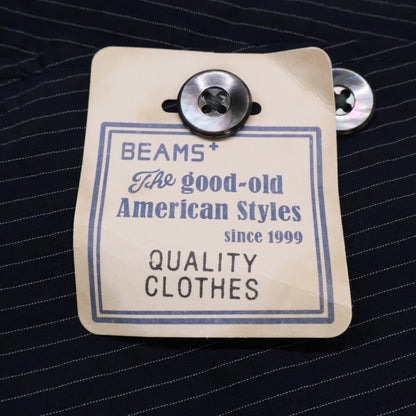 BEAMS+
The good-old
American Styles
since 1999
QUALITY
CLOTHES